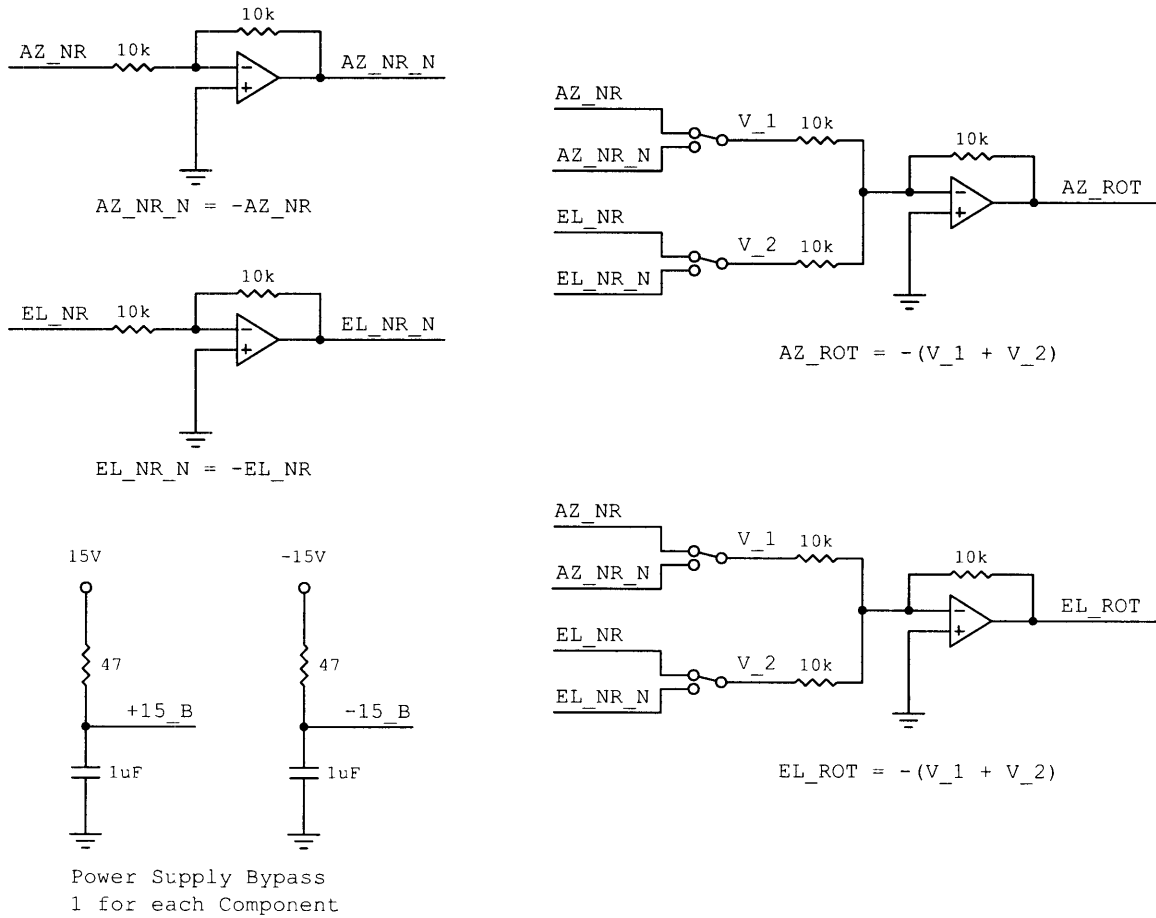 10k
AZ_NR
10k
AZ_NR_N
-
+
AZ_NR_N = -AZ_NR
10k
EL_NR
10k
EL_NR_N
-
+
EL_NR_N = -EL_NR
15V
-15V
47
47
+15_B
-15_B
1uF
1uF
Power Supply Bypass
1 for each Component
AZ_NR
V_1
10k
AZ_NR_N
10k
AZ_ROT
-
+
EL_NR
V_2
10k
EL_NR_N
AZ_ROT = -(V_1 + V_2)
AZ_NR
V_1
10k
AZ_NR_N
10k
EL_ROT
-
+
EL_NR
V_2
10k
EL_NR_N
EL_ROT = -(V_1 + V_2)